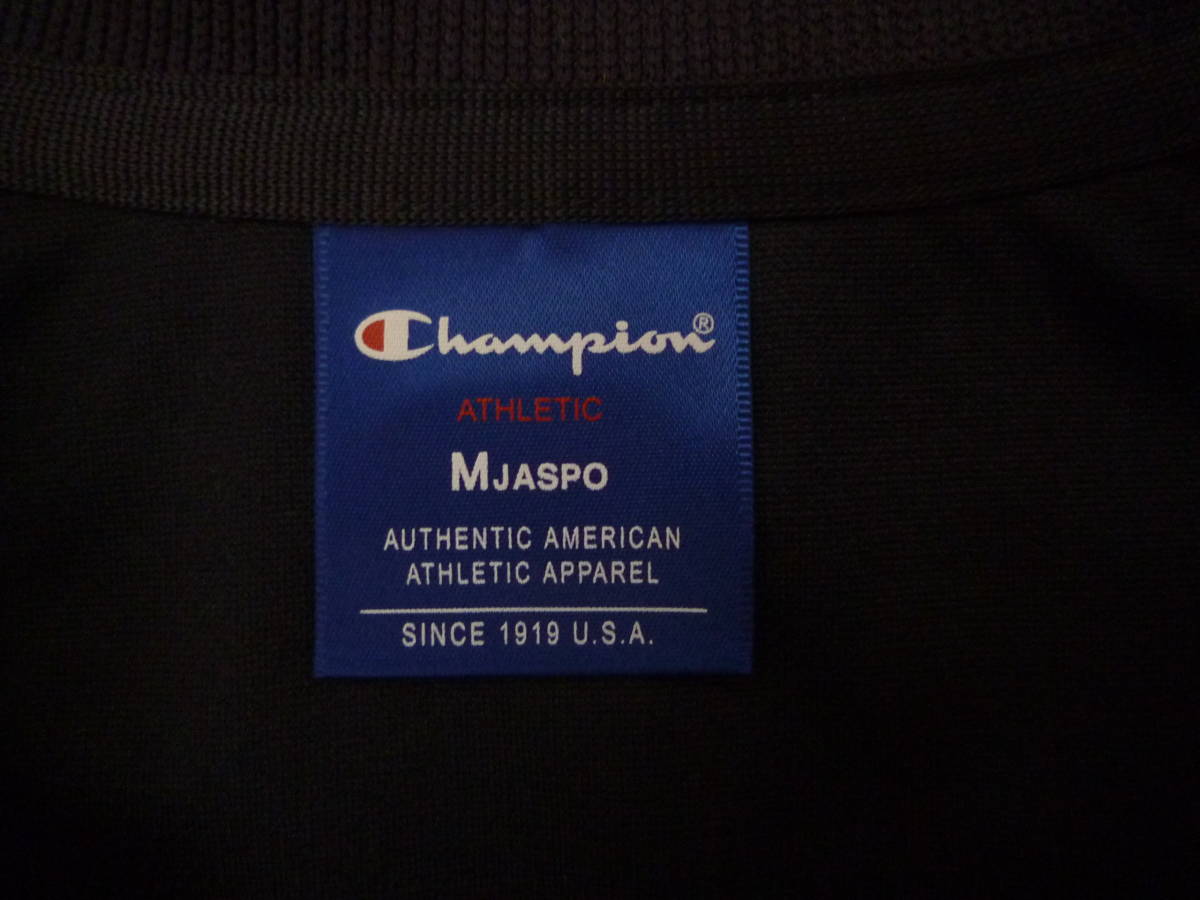 Champion®
ATHLETIC
MJASPO
AUTHENTIC AMERICAN
ATHLETIC APPAREL
SINCE 1919 U.S.A.